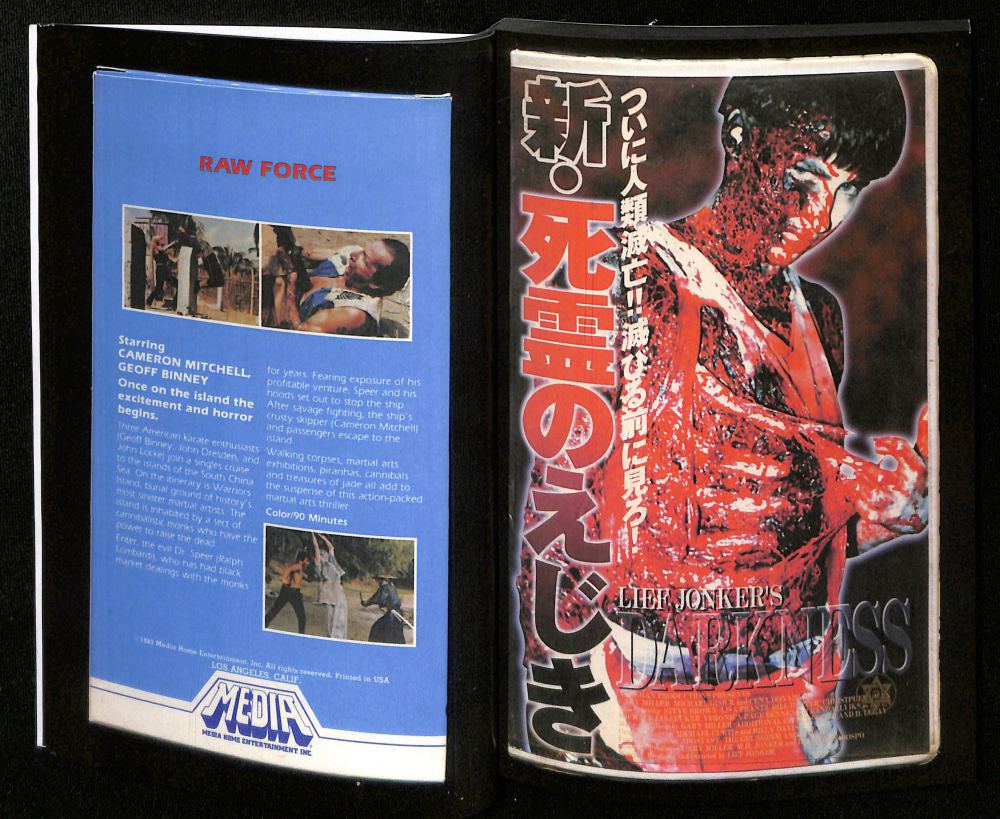 RAW FORCE
Starring
CAMERON MITCHELL,
GEOFF BINNEY
Once on the island the
excitement and horror
begins.
Three American karate enthusiasts
(Geoff Binney, John Dresden, and
John Locke) join a singles cruise
to the islands of the South China
Sea. On the itinerary is Warriors
Island, burial ground of history's
most sinister martial artists. The
island is inhabited by a sect of
cannibalistic monks who have the
power to raise the dead.
Enter, the evil Dr. Speer (Ralph
Lombardi), who has had black
market dealings with the monks
for years. Fearing exposure of his
profitable venture, Speer and his
hoods set out to stop the ship.
After savage fighting, the ship's
crusty skipper (Cameron Mitchell)
and passengers escape to the
island.
Walking corpses, martial arts
exhibitions, piranhas, cannibals
and treasures of jade all add to
the suspense of this action-packed
martial arts thriller.
Color/90 Minutes
© 1983 Media Home Entertainment, Inc. All rights reserved. Printed in USA
LOS ANGELES, CALIF.
MEDIA
MEDIA HOME ENTERTAINMENT INC.
新・死霊のえじき
ついに人類滅亡!!滅びる前に見ろ!!
LIEF JONKER'S
DARKNESS